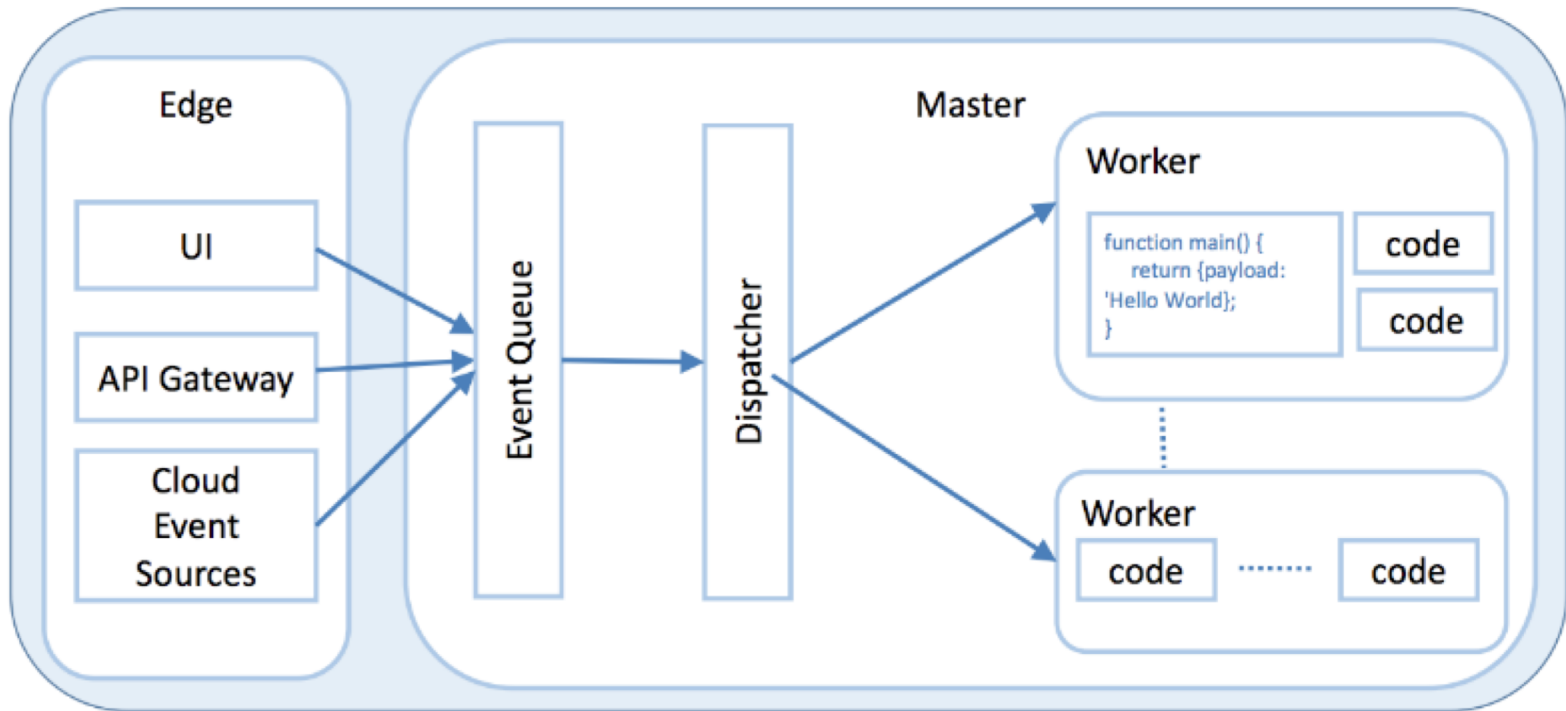 Edge
UI
API Gateway
Cloud
Event
Sources
Event Queue
Dispatcher
Master
Worker
function main() {
return {payload:
'Hello World};
}
code
code
Worker
code
code